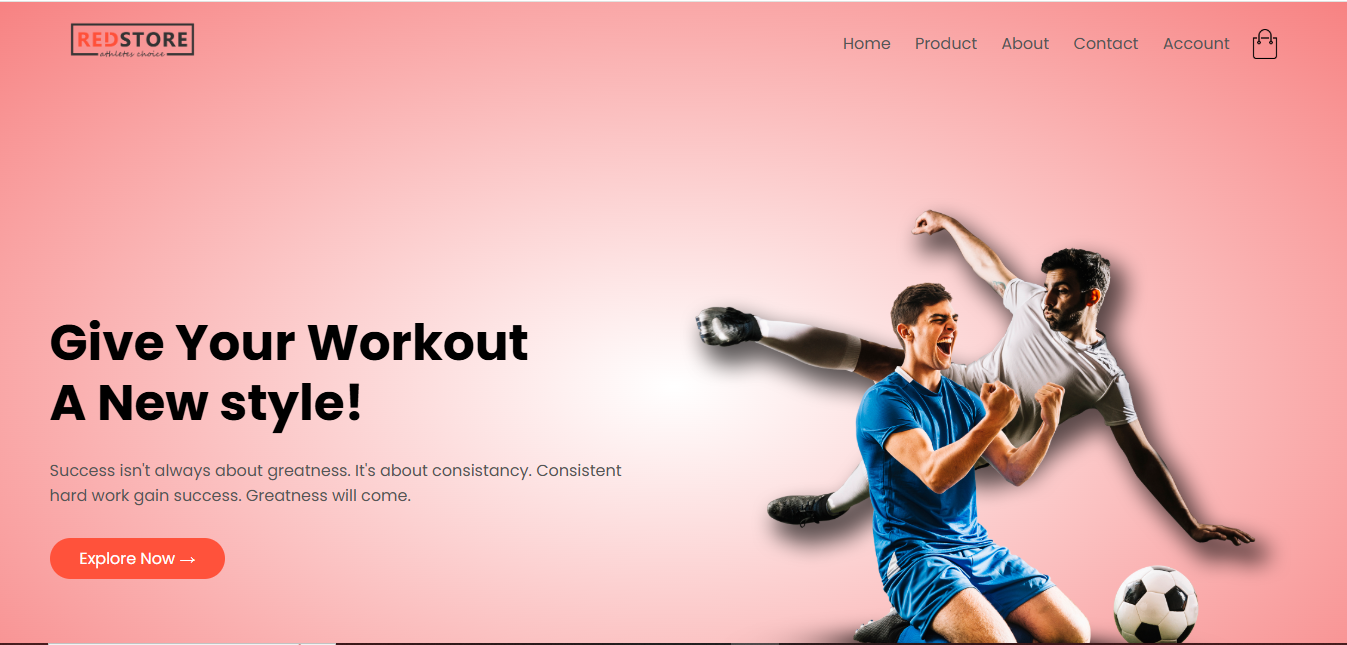 REDSTORE
athletes choice
Home Product About Contact Account
Give Your Workout
A New style!
Success isn't always about greatness. It's about consistancy. Consistent
hard work gain success. Greatness will come.
Explore Now →